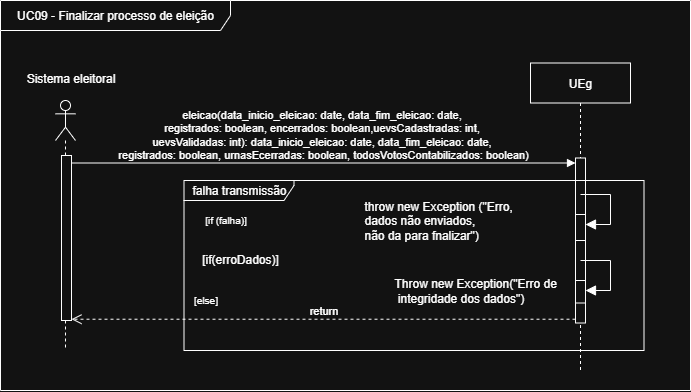 UC09 - Finalizar processo de eleição
Sistema eleitoral
UEg
eleicao(data_inicio_eleicao: date, data_fim_eleicao: date,
registrados: boolean, encerrados: boolean,uevsCadastradas: int,
uevsValidadas: int): data_inicio_eleicao: date, data_fim_eleicao: date,
registrados: boolean, urnasEcerradas: boolean, todosVotosContabilizados: boolean)
falha transmissão
[if (falha)]
throw new Exception ("Erro,
dados não enviados,
não da para fnalizar")
[if(erroDados)]
Throw new Exception("Erro de
integridade dos dados")
[else]
return